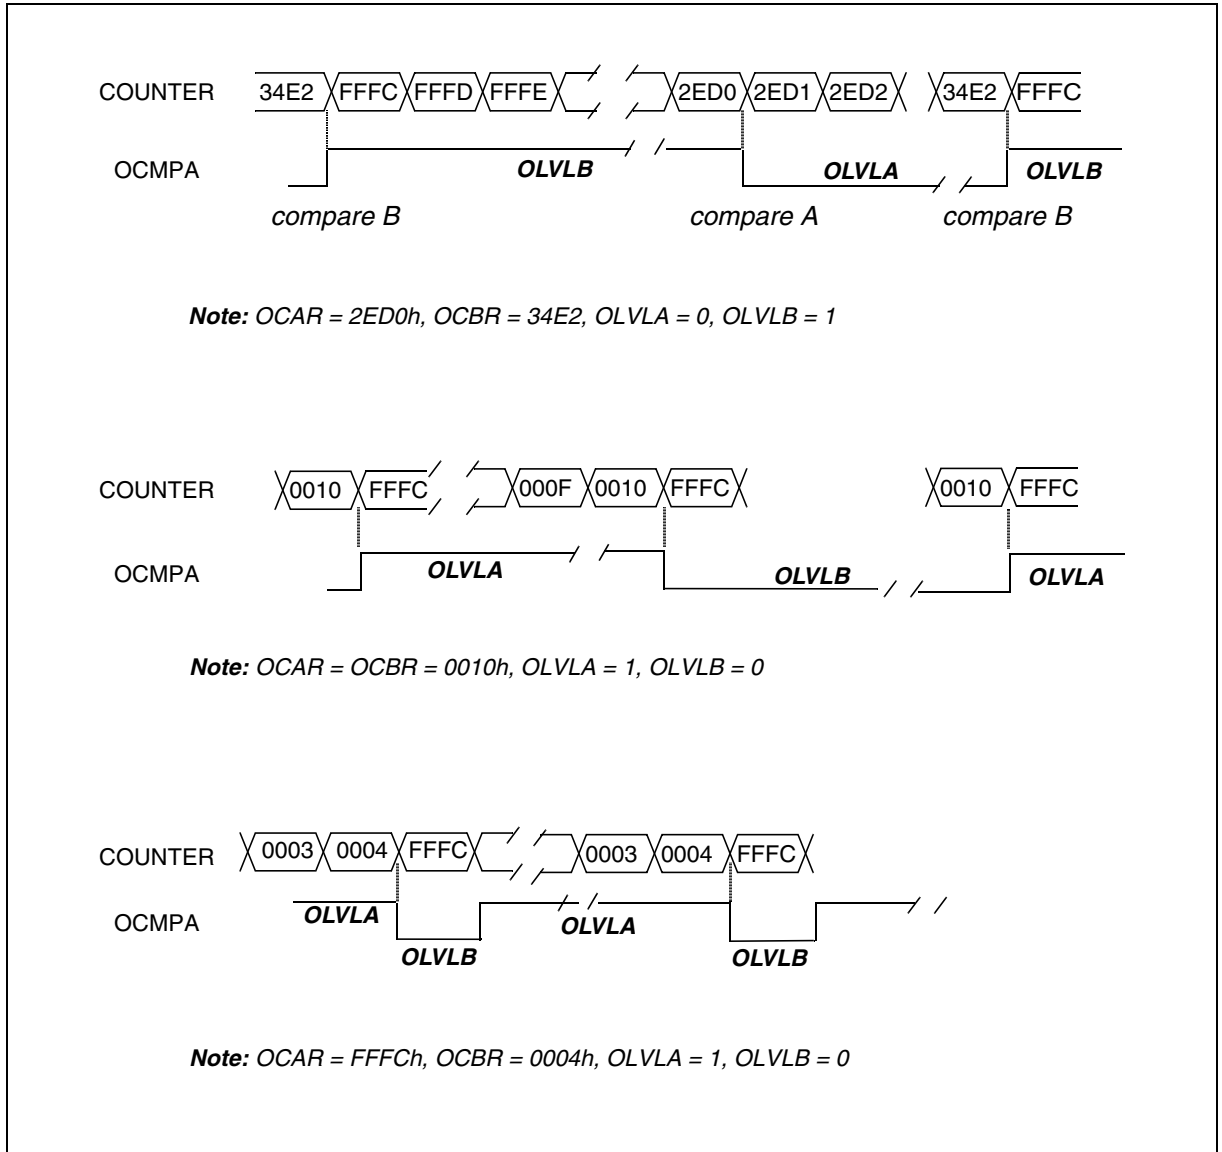 COUNTER 34E2 FFFC FFFD FFFE 2ED0 2ED1 2ED2 34E2 FFFC
OCMPA OLVLB OLVLA OLVLB
compare B compare A compare B
Note: OCAR = 2ED0h, OCBR = 34E2, OLVLA = 0, OLVLB = 1
COUNTER 0010 FFFC 000F 0010 FFFC 0010 FFFC
OCMPA OLVLA OLVLB OLVLA
Note: OCAR = OCBR = 0010h, OLVLA = 1, OLVLB = 0
COUNTER 0003 0004 FFFC 0003 0004 FFFC
OCMPA OLVLA OLVLA
OLVLB OLVLB
Note: OCAR = FFFCh, OCBR = 0004h, OLVLA = 1, OLVLB = 0